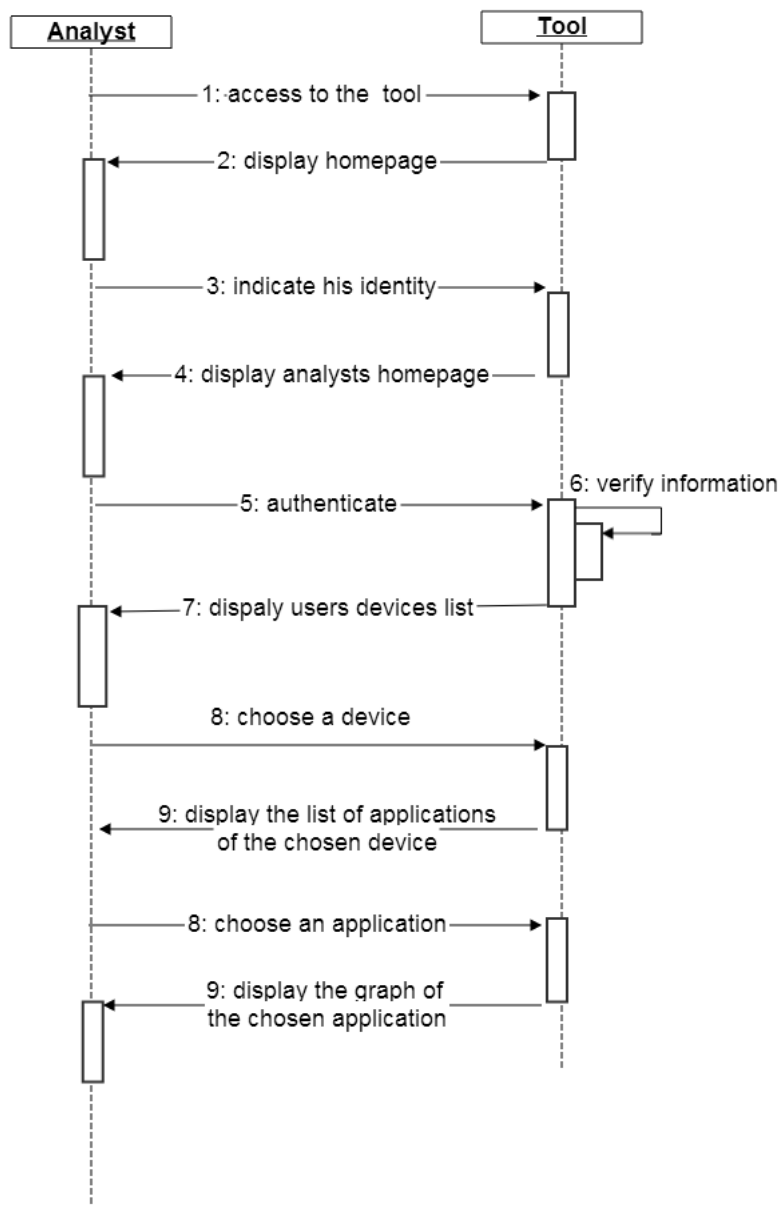 Analyst
Tool
1: access to the tool
2: display homepage
3: indicate his identity
4: display analysts homepage
6: verify information
5: authenticate
7: dispaly users devices list
8: choose a device
9: display the list of applications
of the chosen device
8: choose an application
9: display the graph of
the chosen application